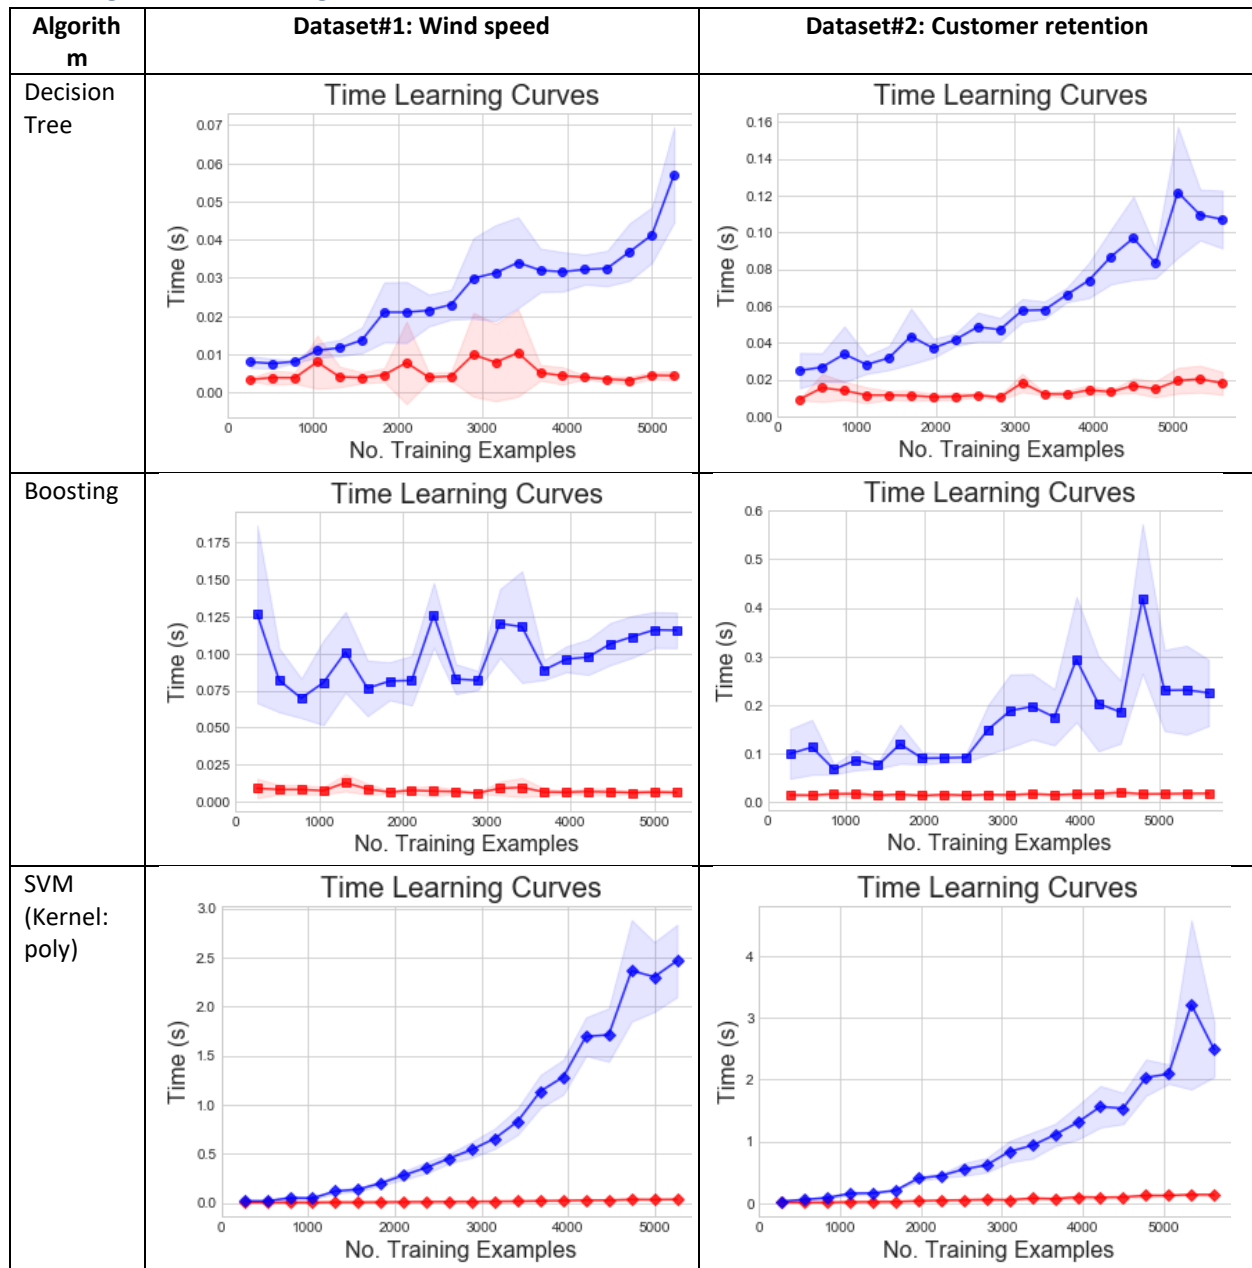 Algorith
m
Dataset#1: Wind speed
Dataset#2: Customer retention
Decision
Tree
Time Learning Curves
0.07
0.06
0.05
0.04
0.03
0.02
0.01
0.00
Time (s)
0 1000 2000 3000 4000 5000
No. Training Examples
Time Learning Curves
0.16
0.14
0.12
0.10
0.08
0.06
0.04
0.02
0.00
Time (s)
0 1000 2000 3000 4000 5000
No. Training Examples
Boosting
Time Learning Curves
0.175
0.150
0.125
0.100
0.075
0.050
0.025
0.000
Time (s)
0 1000 2000 3000 4000 5000
No. Training Examples
Time Learning Curves
0.6
0.5
0.4
0.3
0.2
0.1
0.0
Time (s)
0 1000 2000 3000 4000 5000
No. Training Examples
SVM
(Kernel:
poly)
Time Learning Curves
3.0
2.5
2.0
1.5
1.0
0.5
0.0
Time (s)
0 1000 2000 3000 4000 5000
No. Training Examples
Time Learning Curves
4
3
2
1
0
Time (s)
0 1000 2000 3000 4000 5000
No. Training Examples